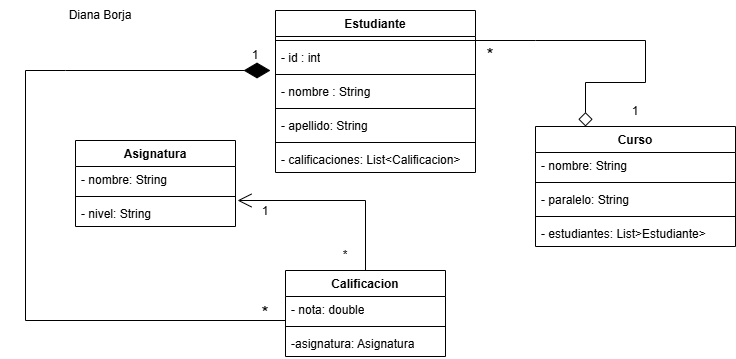 Diana Borja
Estudiante
- id : int
- nombre : String
- apellido: String
- calificaciones: List<Calificacion>
1
*
1
Curso
- nombre: String
- paralelo: String
- estudiantes: List>Estudiante>
Asignatura
- nombre: String
- nivel: String
1
*
*
Calificacion
- nota: double
-asignatura: Asignatura